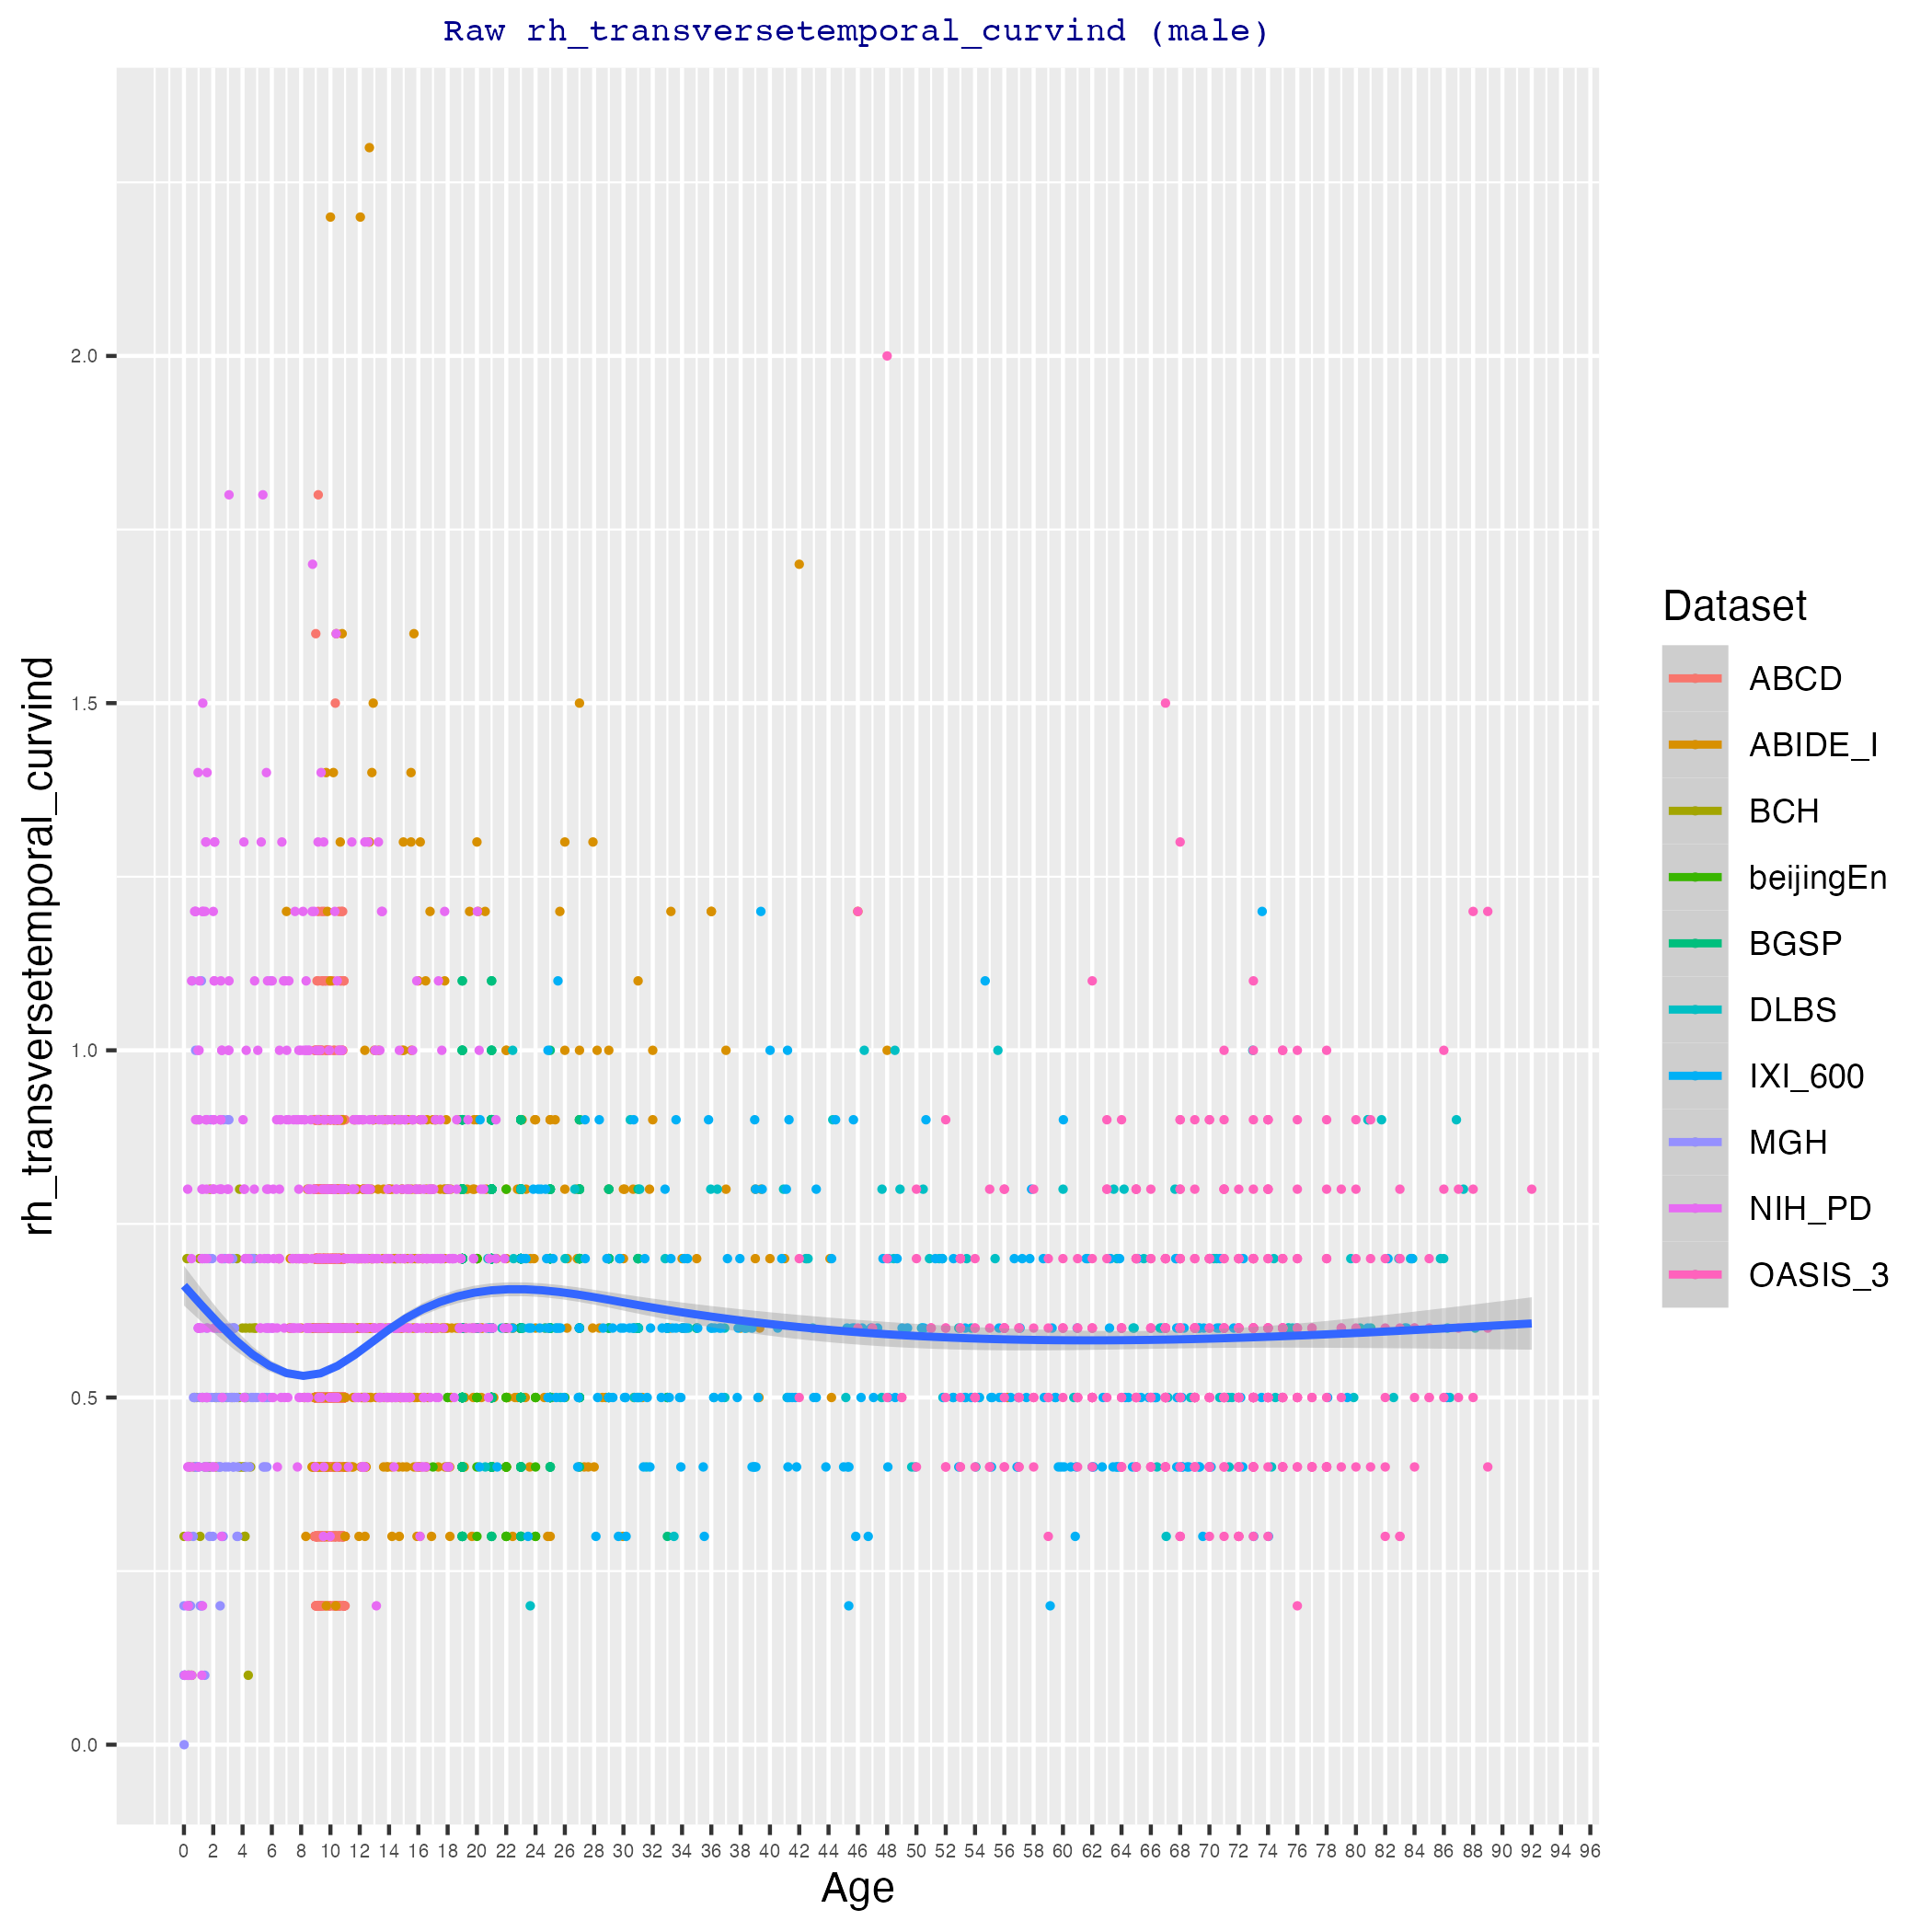 Raw rh_transversetemporal_curvind (male)
rh_transversetemporal_curvind
2.0
1.5
1.0
0.5
0.0
0 2 4 6 8 10 12 14 16 18 20 22 24 26 28 30 32 34 36 38 40 42 44 46 48 50 52 54 56 58 60 62 64 66 68 70 72 74 76 78 80 82 84 86 88 90 92 94 96
Age
Dataset
ABCD
ABIDE_I
BCH
beijingEn
BGSP
DLBS
IXI_600
MGH
NIH_PD
OASIS_3